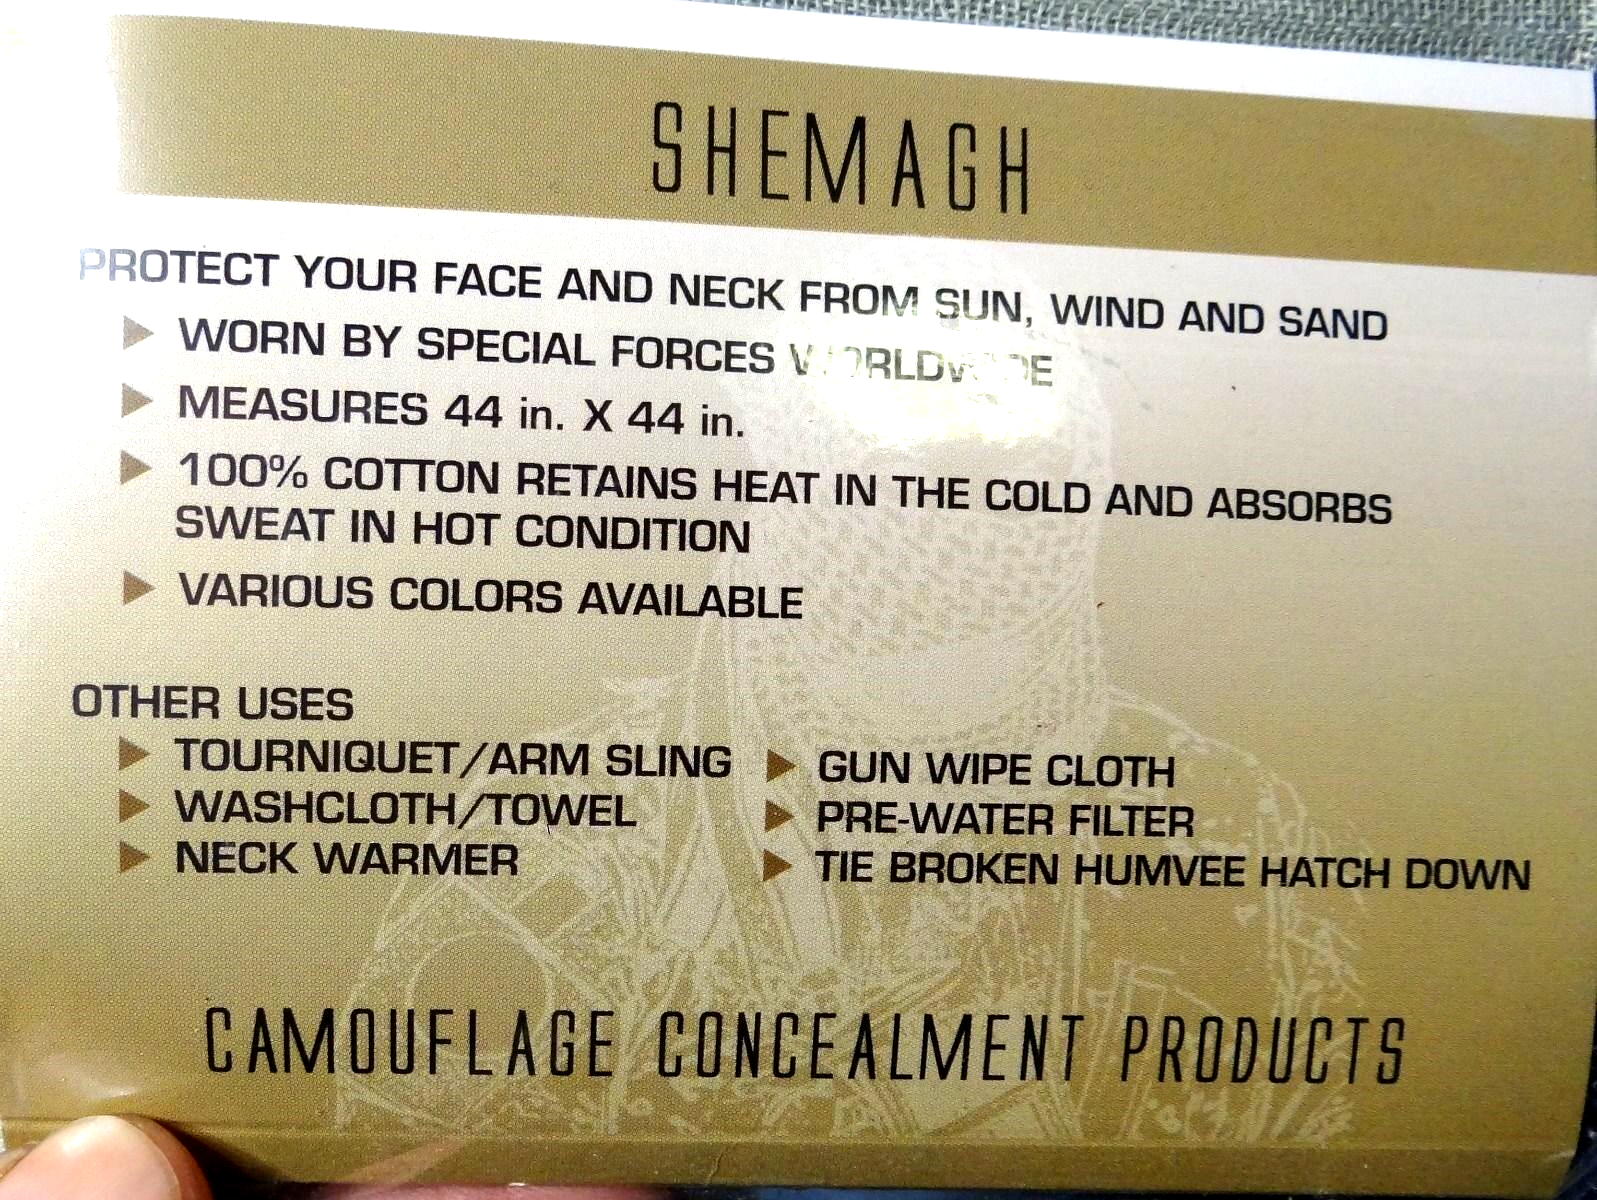 SHEMAGH
PROTECT YOUR FACE AND NECK FROM SUN, WIND AND SAND
WORN BY SPECIAL FORCES WORLDWIDE
MEASURES 44 in. X 44 in.
100% COTTON RETAINS HEAT IN THE COLD AND ABSORBS
SWEAT IN HOT CONDITION
VARIOUS COLORS AVAILABLE
OTHER USES
TOURNIQUET/ARM SLING
WASHCLOTH/TOWEL
NECK WARMER
GUN WIPE CLOTH
PRE-WATER FILTER
TIE BROKEN HUMVEE HATCH DOWN
CAMOUFLAGE CONCEALMENT PRODUCTS